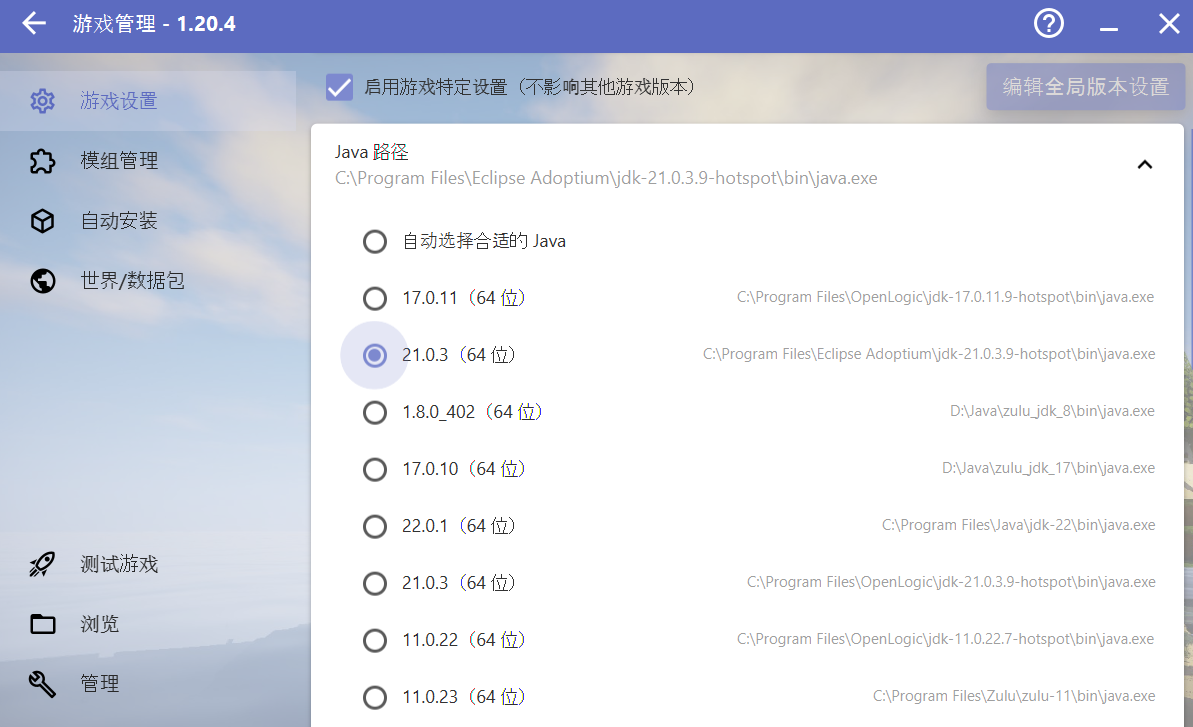 游戏管理 - 1.20.4
启用游戏特定设置（不影响其他游戏版本）
编辑全局版本设置
游戏设置
模组管理
自动安装
世界/数据包
测试游戏
浏览
管理
Java 路径
C:\Program Files\Eclipse Adoptium\jdk-21.0.3.9-hotspot\bin\java.exe
自动选择合适的 Java
17.0.11（64 位） C:\Program Files\OpenLogic\jdk-17.0.11.9-hotspot\bin\java.exe
21.0.3（64 位） C:\Program Files\Eclipse Adoptium\jdk-21.0.3.9-hotspot\bin\java.exe
1.8.0_402（64 位） D:\Java\zulu_jdk_8\bin\java.exe
17.0.10（64 位） D:\Java\zulu_jdk_17\bin\java.exe
22.0.1（64 位） C:\Program Files\Java\jdk-22\bin\java.exe
21.0.3（64 位） C:\Program Files\OpenLogic\jdk-21.0.3.9-hotspot\bin\java.exe
11.0.22（64 位） C:\Program Files\OpenLogic\jdk-11.0.22.7-hotspot\bin\java.exe
11.0.23（64 位） C:\Program Files\Zulu\zulu-11\bin\java.exe